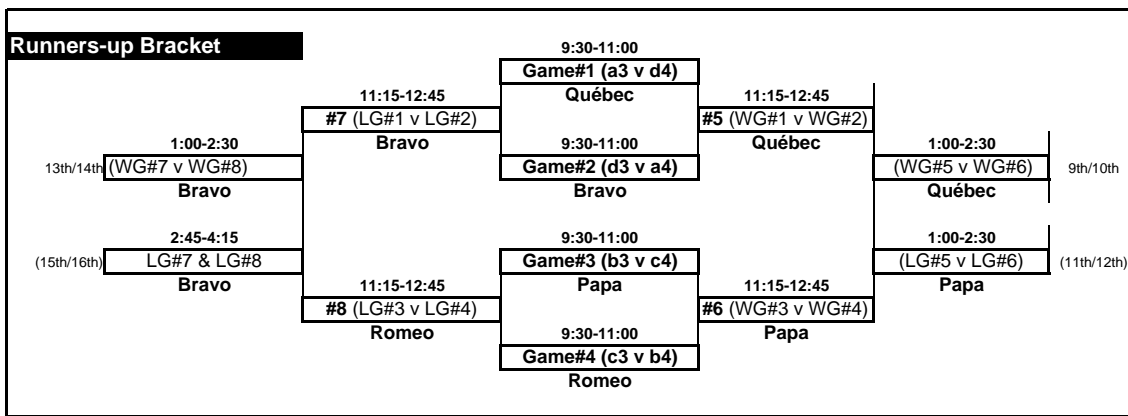 Runners-up Bracket
9:30-11:00
Game#1 (a3 v d4)
Québec
11:15-12:45
#7 (LG#1 v LG#2)
Bravo
11:15-12:45
#5 (WG#1 v WG#2)
Québec
1:00-2:30
13th/14th (WG#7 v WG#8)
Bravo
9:30-11:00
Game#2 (d3 v a4)
Bravo
1:00-2:30
(WG#5 v WG#6) 9th/10th
Québec
2:45-4:15
(15th/16th) LG#7 & LG#8
Bravo
9:30-11:00
Game#3 (b3 v c4)
Papa
1:00-2:30
(LG#5 v LG#6) (11th/12th)
Papa
11:15-12:45
#8 (LG#3 v LG#4)
Romeo
11:15-12:45
#6 (WG#3 v WG#4)
Papa
9:30-11:00
Game#4 (c3 v b4)
Romeo